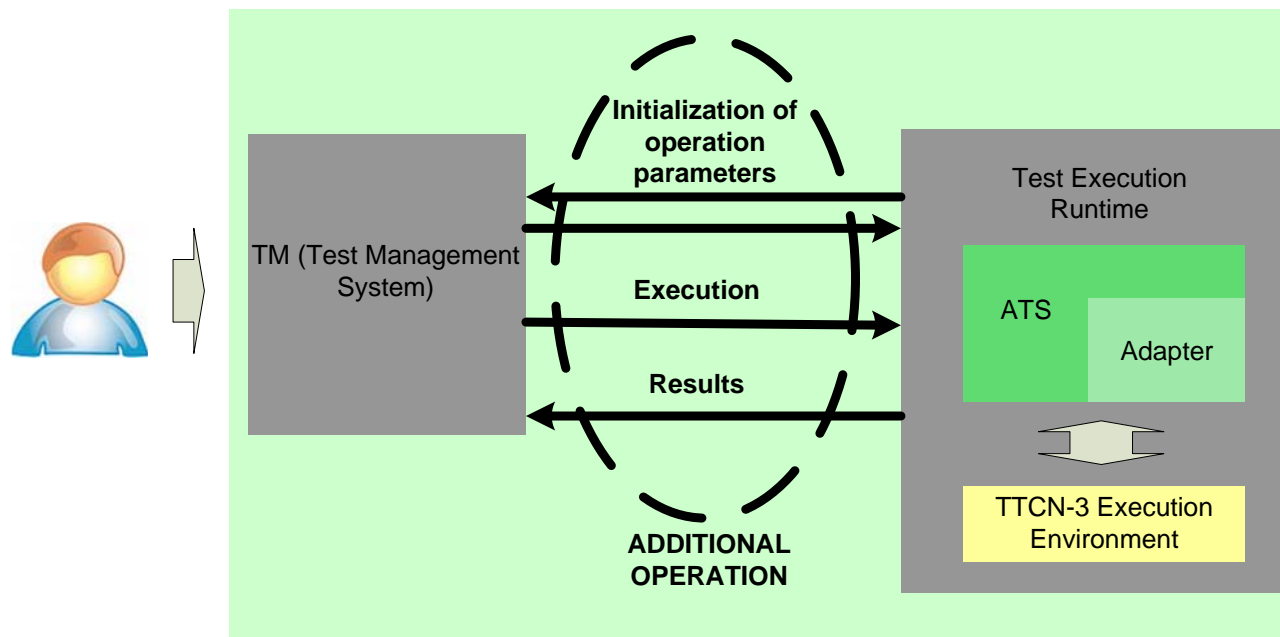 Initialization of
operation
parameters
TM (Test Management
System)
Execution
Results
ADDITIONAL
OPERATION
Test Execution
Runtime
ATS
Adapter
TTCN-3 Execution
Environment